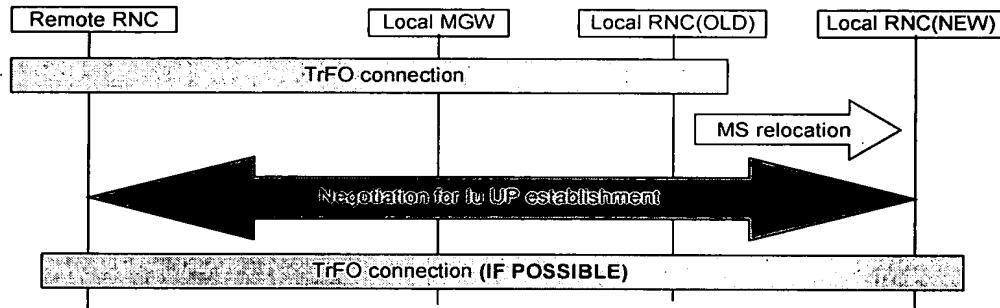 Remote RNC
Local MGW
Local RNC(OLD)
Local RNC(NEW)
TrFO connection
MS relocation
Negotiation for Iu UP establishment
TrFO connection (IF POSSIBLE)